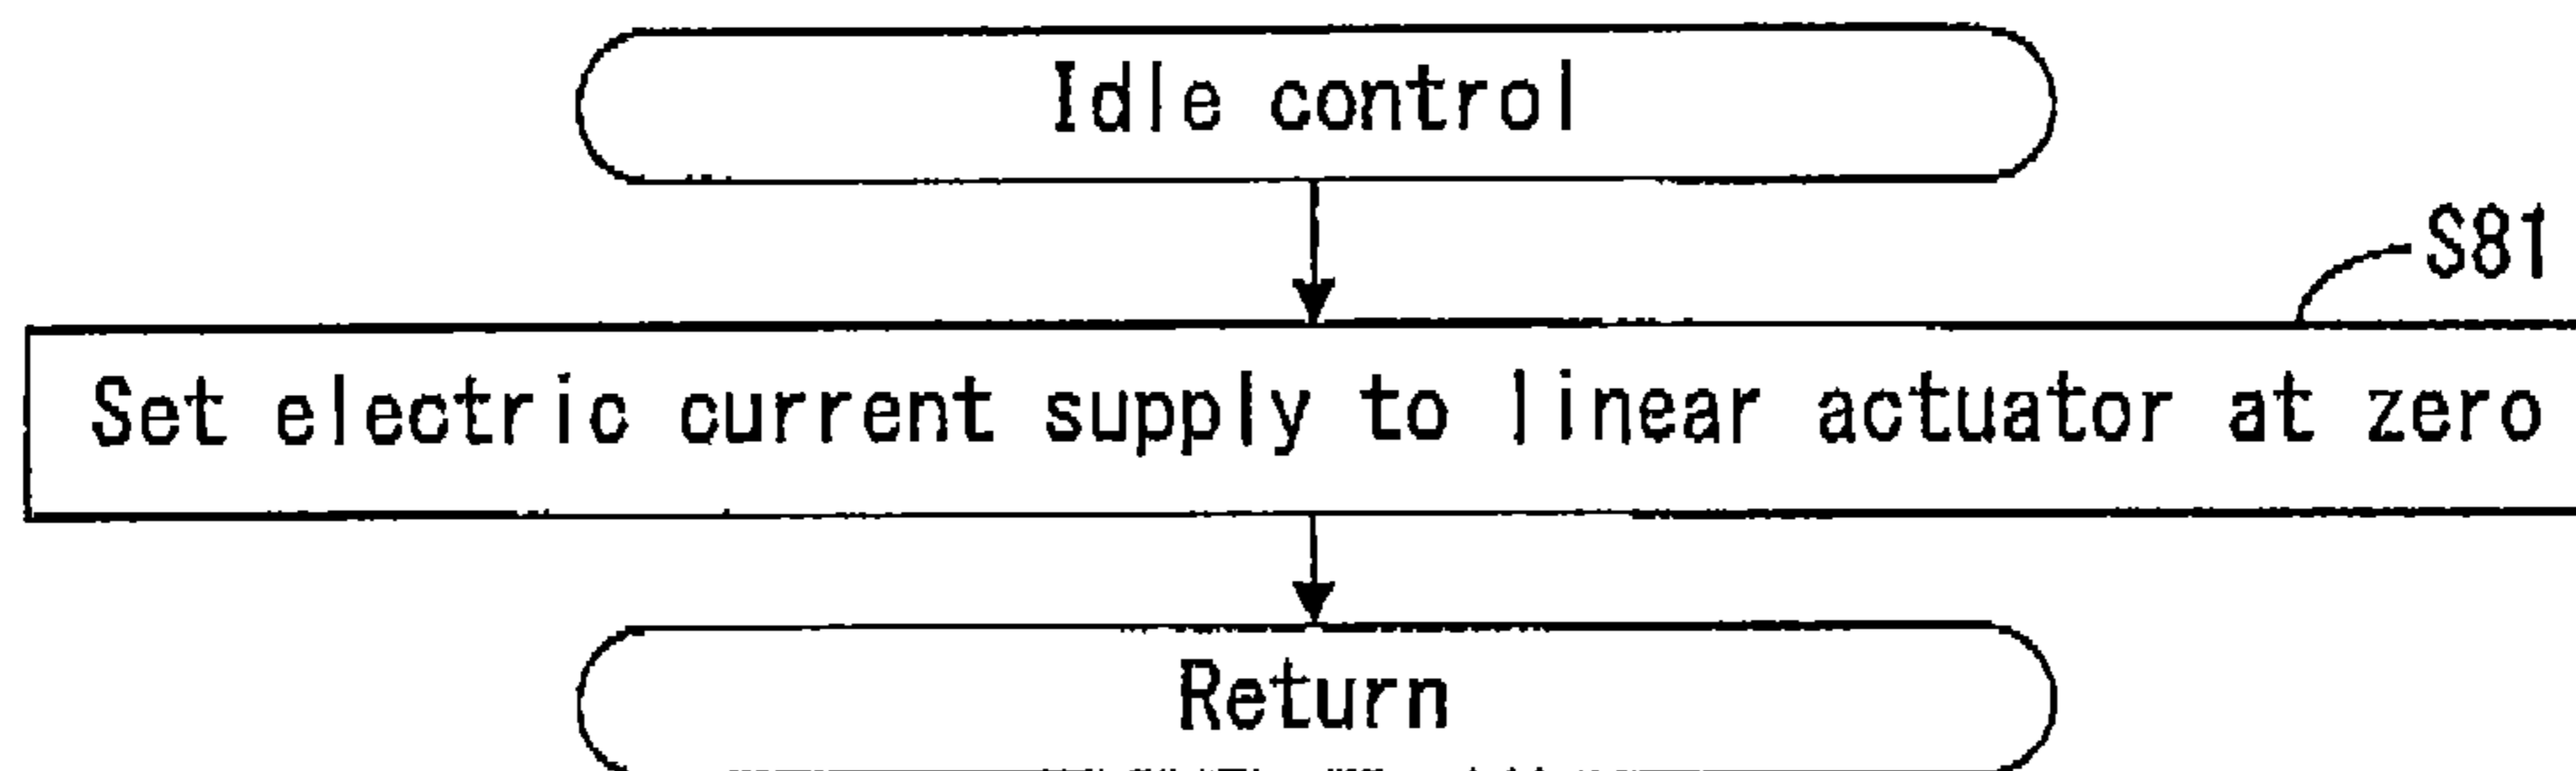 Idle control
S81
Set electric current supply to linear actuator at zero
Return